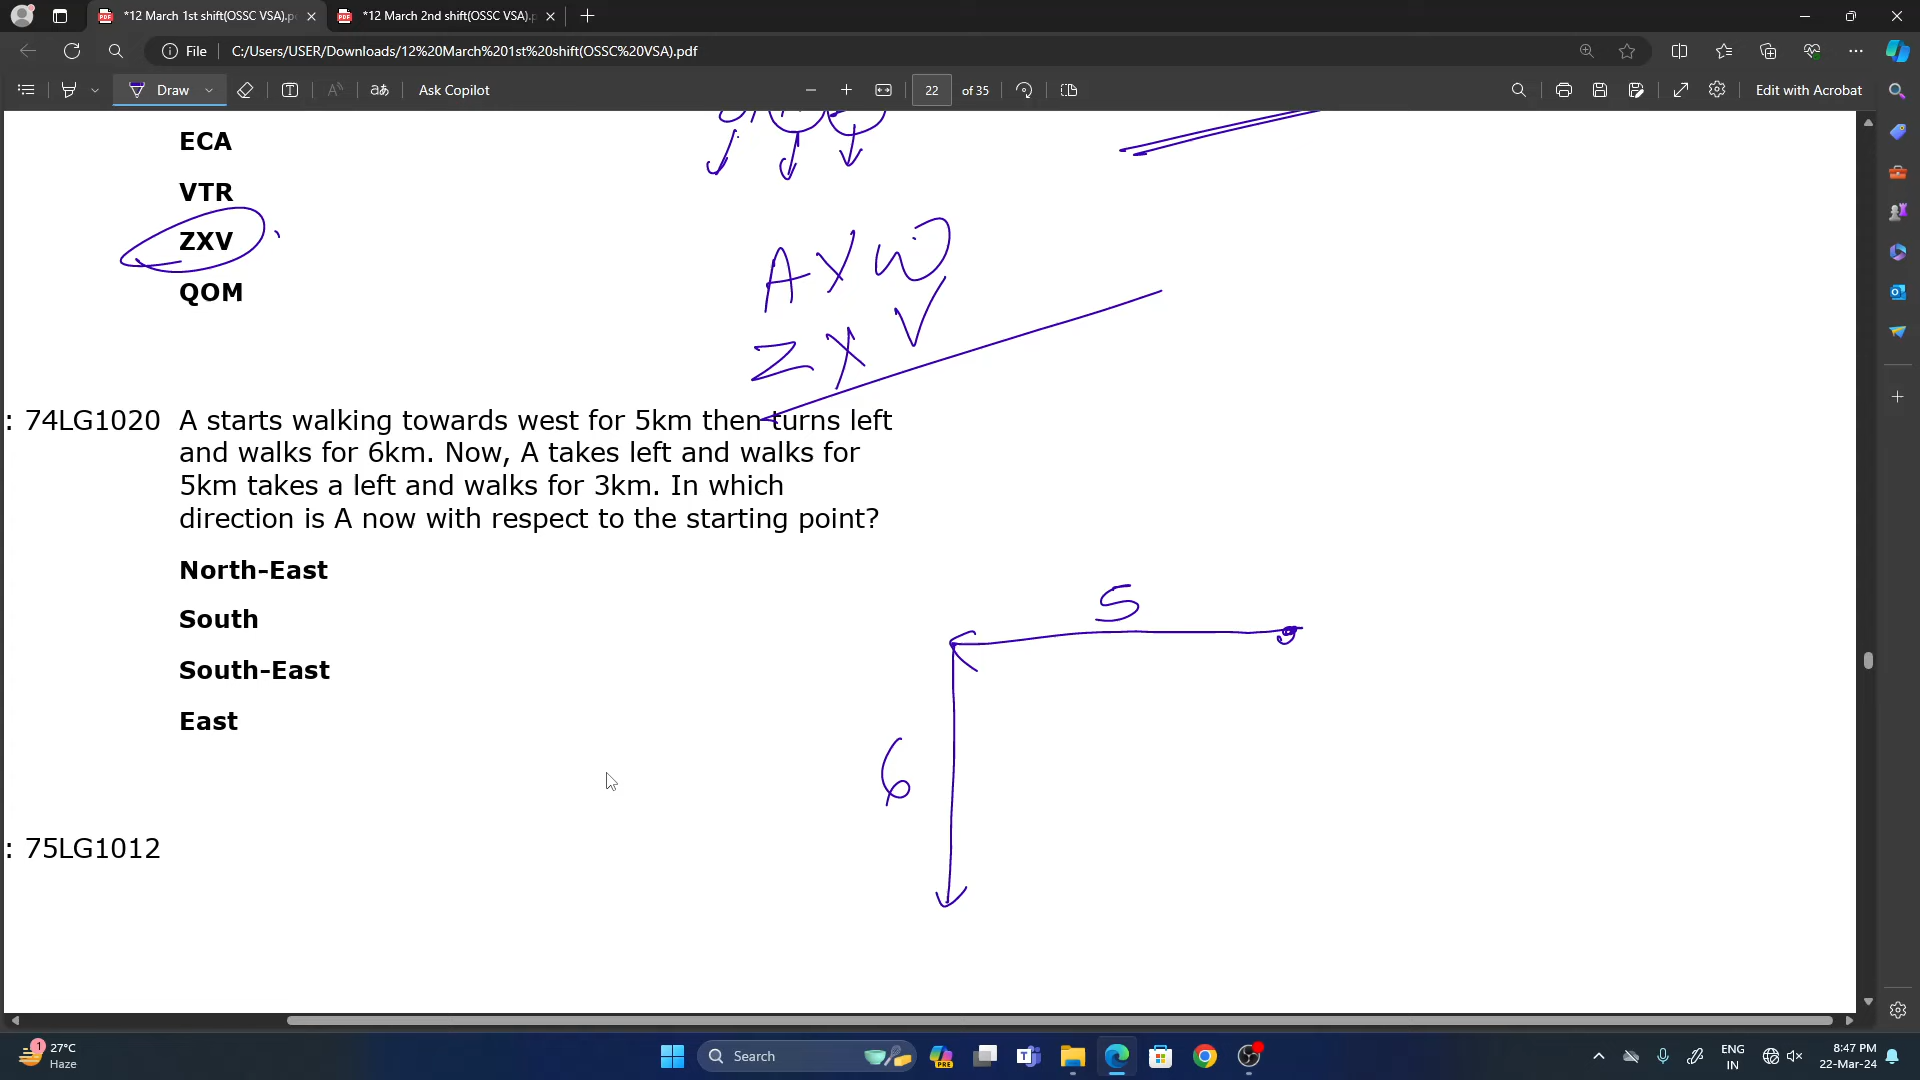 *12 March 1st shift(OSSC VSA).p
*12 March 2nd shift(OSSC VSA).p
File
C:/Users/USER/Downloads/12%20March%201st%20shift(OSSC%20VSA).pdf
Draw
aあ
Ask Copilot
22
of 35
Edit with Acrobat
ECA
VTR
ZXV
QOM
A X W
Z X V
: 74LG1020 A starts walking towards west for 5km then turns left
and walks for 6km. Now, A takes left and walks for
5km takes a left and walks for 3km. In which
direction is A now with respect to the starting point?
North-East
South
South-East
East
5
6
: 75LG1012
1
27°C
Haze
Search
PRE
ENG
IN
8:47 PM
22-Mar-24